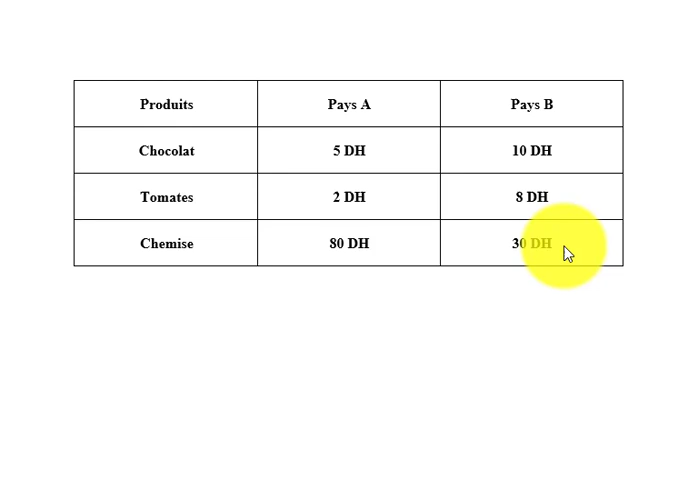 Produits Pays A Pays B
Chocolat 5 DH 10 DH
Tomates 2 DH 8 DH
Chemise 80 DH 30 DH